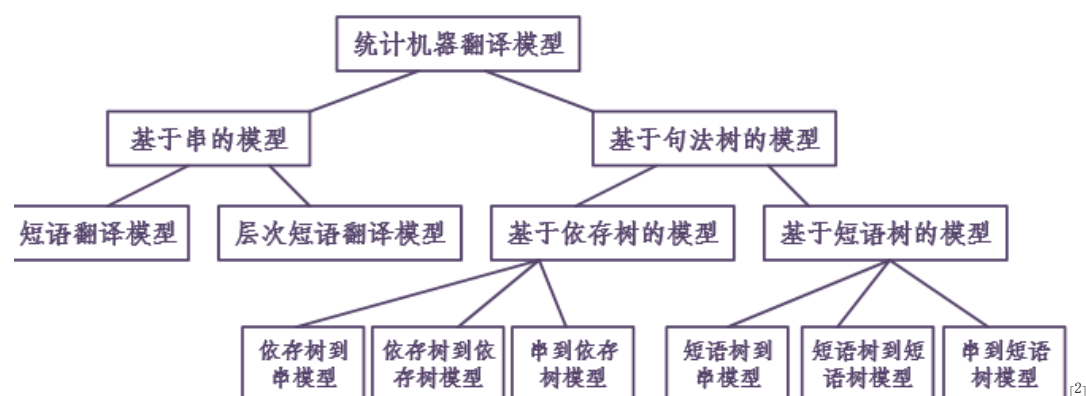 统计机器翻译模型
基于串的模型
基于句法树的模型
短语翻译模型
层次短语翻译模型
基于依存树的模型
基于短语树的模型
依存树到
串模型
依存树到依
存树模型
串到依存
树模型
短语树到
串模型
短语树到短
语树模型
串到短语
树模型
[2]